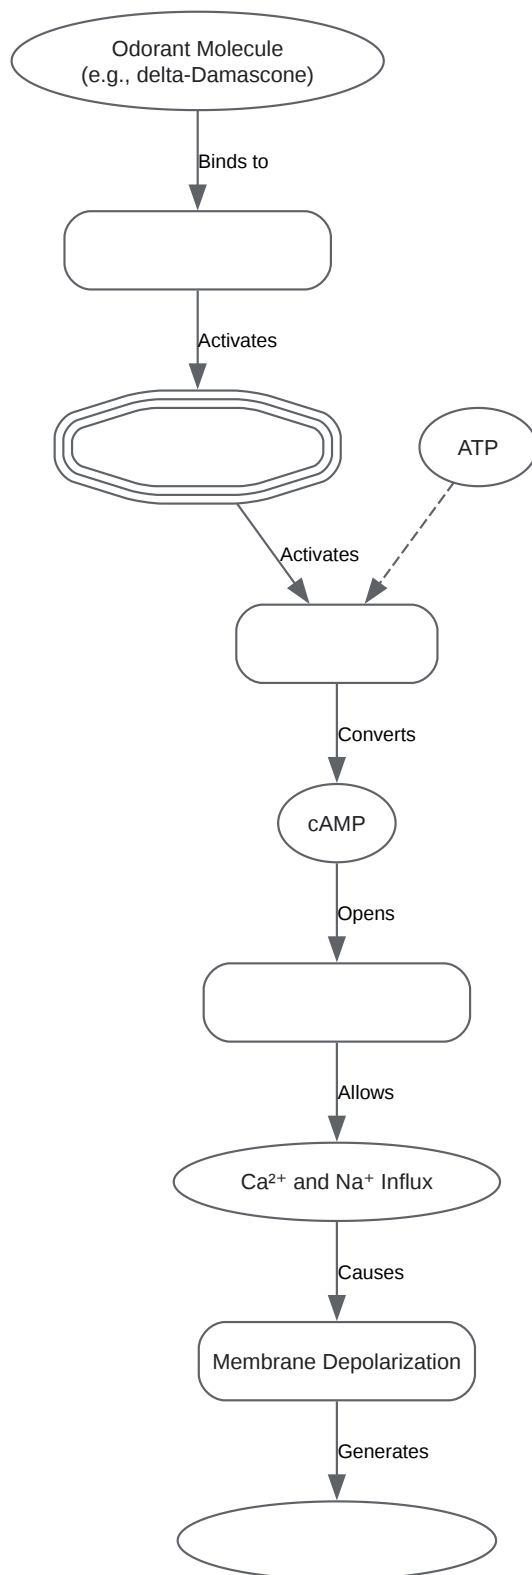 Odorant Molecule
(e.g., delta-Damascone)
Binds to
Activates
ATP
Activates
Converts
cAMP
Opens
Allows
Ca²⁺ and Na⁺ Influx
Causes
Membrane Depolarization
Generates